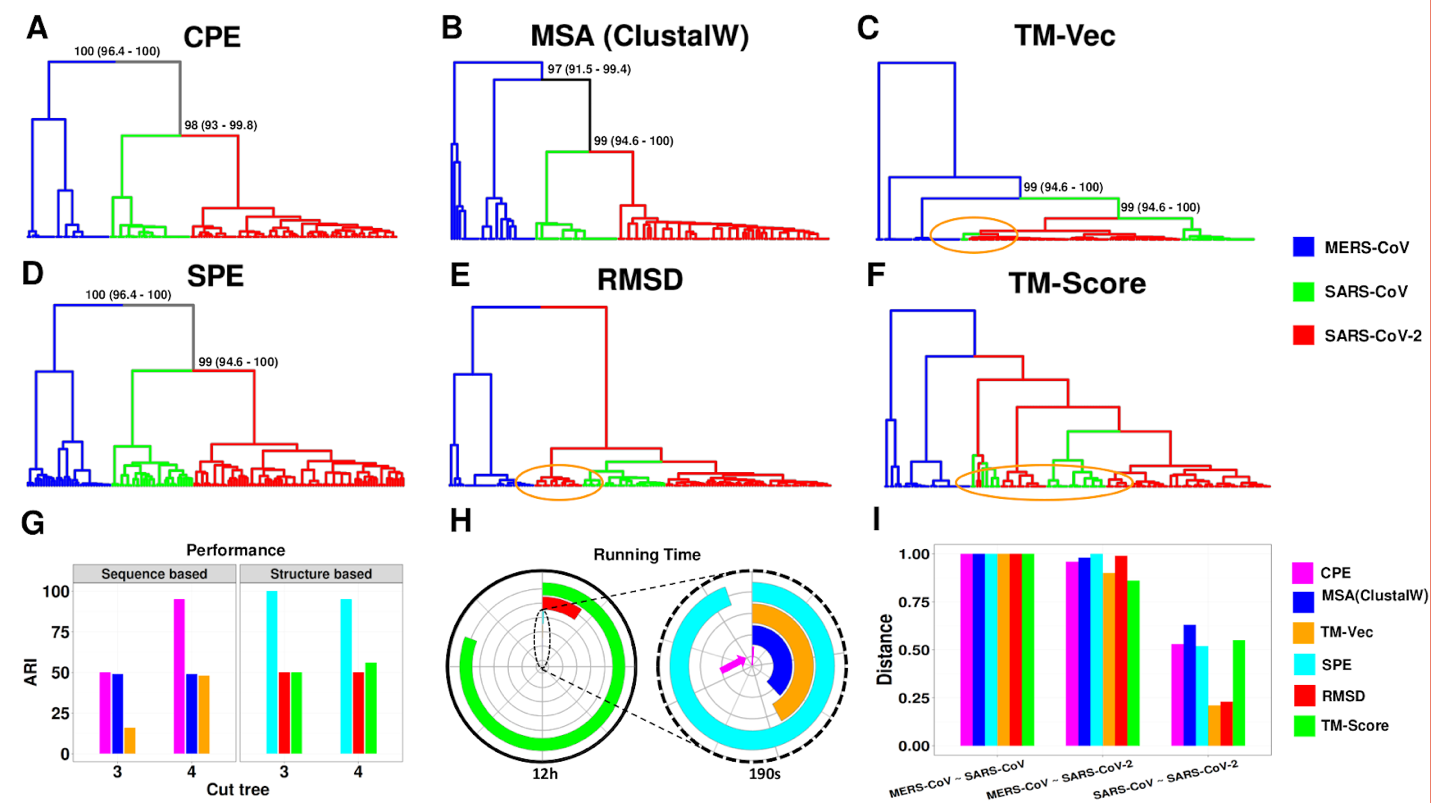 A
CPE
100 (96.4 - 100)
98 (93 - 99.8)
B
MSA (ClustalW)
97 (91.5 - 99.4)
99 (94.6 - 100)
C
TM-Vec
99 (94.6 - 100)
99 (94.6 - 100)
D
SPE
100 (96.4 - 100)
99 (94.6 - 100)
E
RMSD
F
TM-Score
MERS-CoV
SARS-CoV
SARS-CoV-2
G
Performance
Sequence based
Structure based
ARI
100
75
50
25
0
3
4
3
4
Cut tree
H
Running Time
12h
190s
I
Distance
1.00
0.75
0.50
0.25
0.00
MERS-CoV ~ SARS-CoV
MERS-CoV ~ SARS-CoV-2
SARS-CoV ~ SARS-CoV-2
CPE
MSA(ClustalW)
TM-Vec
SPE
RMSD
TM-Score